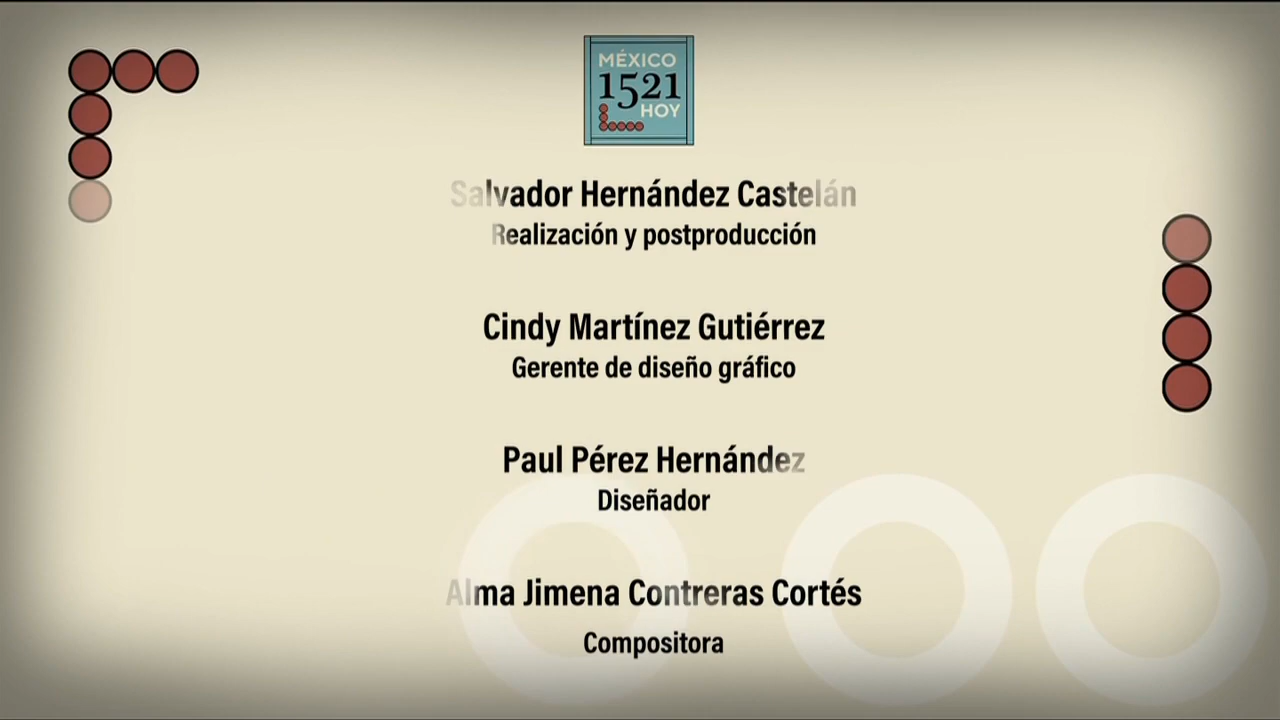 MÉXICO
1521
HOY
Salvador Hernández Castelán
Realización y postproducción
Cindy Martínez Gutiérrez
Gerente de diseño gráfico
Paul Pérez Hernández
Diseñador
Alma Jimena Contreras Cortés
Compositora